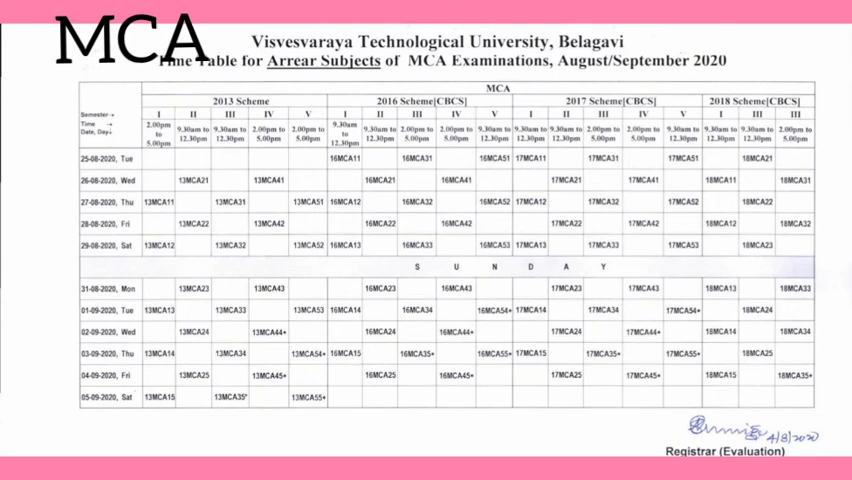 MCA
Visvesvaraya Technological University, Belagavi
Time Table for Arrear Subjects of MCA Examinations, August/September 2020
MCA
2013 Scheme 2016 Scheme[CBCS] 2017 Scheme[CBCS] 2018 Scheme[CBCS]
Semester→ I II III IV V I II III IV V I II III IV V I II III
Time → Date, Day↓ 2.00pm to 5.00pm 9.30am to 12.30pm 9.30am to 12.30pm 2.00pm to 5.00pm 2.00pm to 5.00pm 9.30am to 12.30pm 9.30am to 12.30pm 2.00pm to 5.00pm 2.00pm to 5.00pm 9.30am to 12.30pm 9.30am to 12.30pm 9.30am to 12.30pm 2.00pm to 5.00pm 2.00pm to 5.00pm 9.30am to 12.30pm 9.30am to 12.30pm 9.30am to 12.30pm 2.00pm to 5.00pm
25-08-2020, Tue 16MCA11 16MCA31 16MCA51 17MCA11 17MCA31 17MCA51 18MCA21
26-08-2020, Wed 13MCA21 13MCA41 16MCA21 16MCA41 17MCA21 17MCA41 18MCA11 18MCA31
27-08-2020, Thu 13MCA11 13MCA31 13MCA51 16MCA12 16MCA32 16MCA52 17MCA12 17MCA32 17MCA52 18MCA22
28-08-2020, Fri 13MCA22 13MCA42 16MCA22 16MCA42 17MCA22 17MCA42 18MCA12 18MCA32
29-08-2020, Sat 13MCA12 13MCA32 13MCA52 16MCA13 16MCA33 16MCA53 17MCA13 17MCA33 17MCA53 18MCA23
S U N D A Y
31-08-2020, Mon 13MCA23 13MCA43 16MCA23 16MCA43 17MCA23 17MCA43 18MCA13 18MCA33
01-09-2020, Tue 13MCA13 13MCA33 13MCA53 16MCA14 16MCA34 16MCA54* 17MCA14 17MCA34 17MCA54* 18MCA24
02-09-2020, Wed 13MCA24 13MCA44* 16MCA24 16MCA44* 17MCA24 17MCA44* 18MCA14 18MCA34
03-09-2020, Thu 13MCA14 13MCA34 13MCA54* 16MCA15 16MCA35* 16MCA55* 17MCA15 17MCA35* 17MCA55* 18MCA25
04-09-2020, Fri 13MCA25 13MCA45* 16MCA25 16MCA45* 17MCA25 17MCA45* 18MCA15 18MCA35*
05-09-2020, Sat 13MCA15 13MCA35* 13MCA55*
4/8/2020
Registrar (Evaluation)